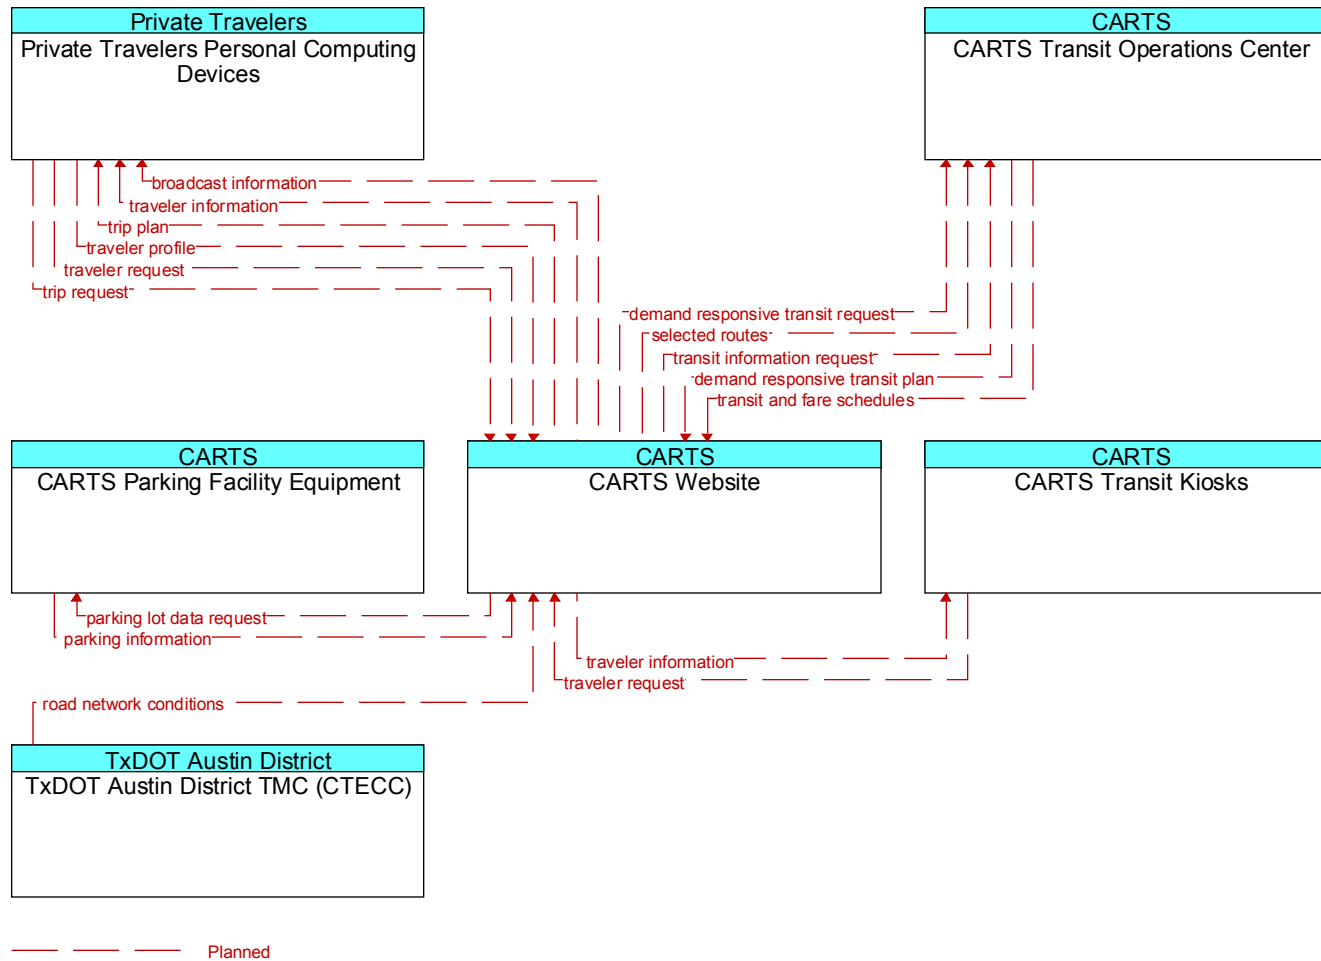 Private Travelers
Private Travelers Personal Computing
Devices
CARTS
CARTS Transit Operations Center
broadcast information
traveler information
trip plan
traveler profile
traveler request
trip request
demand responsive transit request
selected routes
transit information request
demand responsive transit plan
transit and fare schedules
CARTS
CARTS Parking Facility Equipment
CARTS
CARTS Website
CARTS
CARTS Transit Kiosks
parking lot data request
parking information
traveler information
traveler request
road network conditions
TxDOT Austin District
TxDOT Austin District TMC (CTECC)
Planned